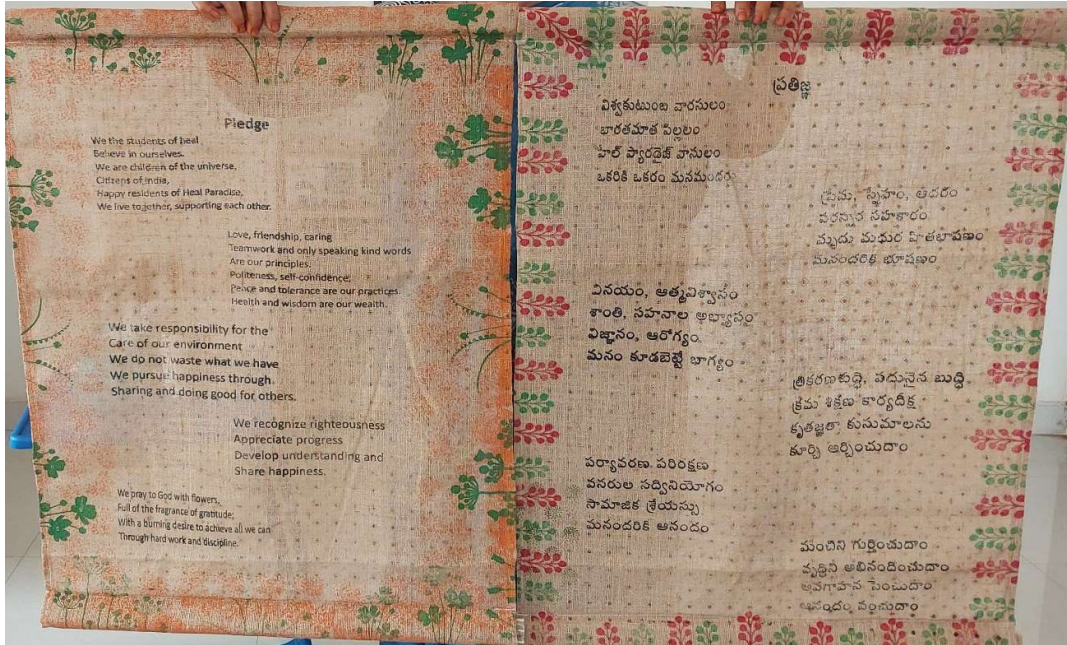 Pledge
We the students of heal
Believe in ourselves.
We are children of the universe,
Citizens of India,
Happy residents of Heal Paradise,
We live together, supporting each other.
Love, friendship, caring
Teamwork and only speaking kind words
Are our principles.
Politeness, self-confidence,
Peace and tolerance are our practices.
Health and wisdom are our wealth.
We take responsibility for the
Care of our environment
We do not waste what we have
We pursue happiness through
Sharing and doing good for others.
We recognize righteousness
Appreciate progress
Develop understanding and
Share happiness.
We pray to God with flowers,
Full of the fragrance of gratitude;
With a burning desire to achieve all we can
Through hard work and discipline.
ప్రతిజ్ఞ
విశ్వకుటుంబ వారసులం
భారతమాత పిల్లలం
హీల్ ప్యారడైజ్ వాసులం
ఒకరికి ఒకరం మనమందరం
ప్రేమ, స్నేహం, ఆదరం
పరస్పర సహకారం
మృదు మధుర హితభాషణం
మనందరికి భూషణం
వినయం, ఆత్మవిశ్వాసం
శాంతి, సహనాల అభ్యాసం
విజ్ఞానం, ఆరోగ్యం
మనం కూడబెట్టే భాగ్యం
త్రికరణశుద్ధి, పదునైన బుద్ధి
క్రమ శిక్షణ కార్యదీక్ష
కృతజ్ఞతా కుసుమాలను
కూర్చి అర్పించుదాం
పర్యావరణ పరిరక్షణ
వనరుల సద్వినియోగం
సామాజిక శ్రేయస్సు
మనందరికి ఆనందం
మంచిని గుర్తించుదాం
వృద్ధిని అభినందించుదాం
అవగాహన పెంచుదాం
ఆనందం పంచుదాం